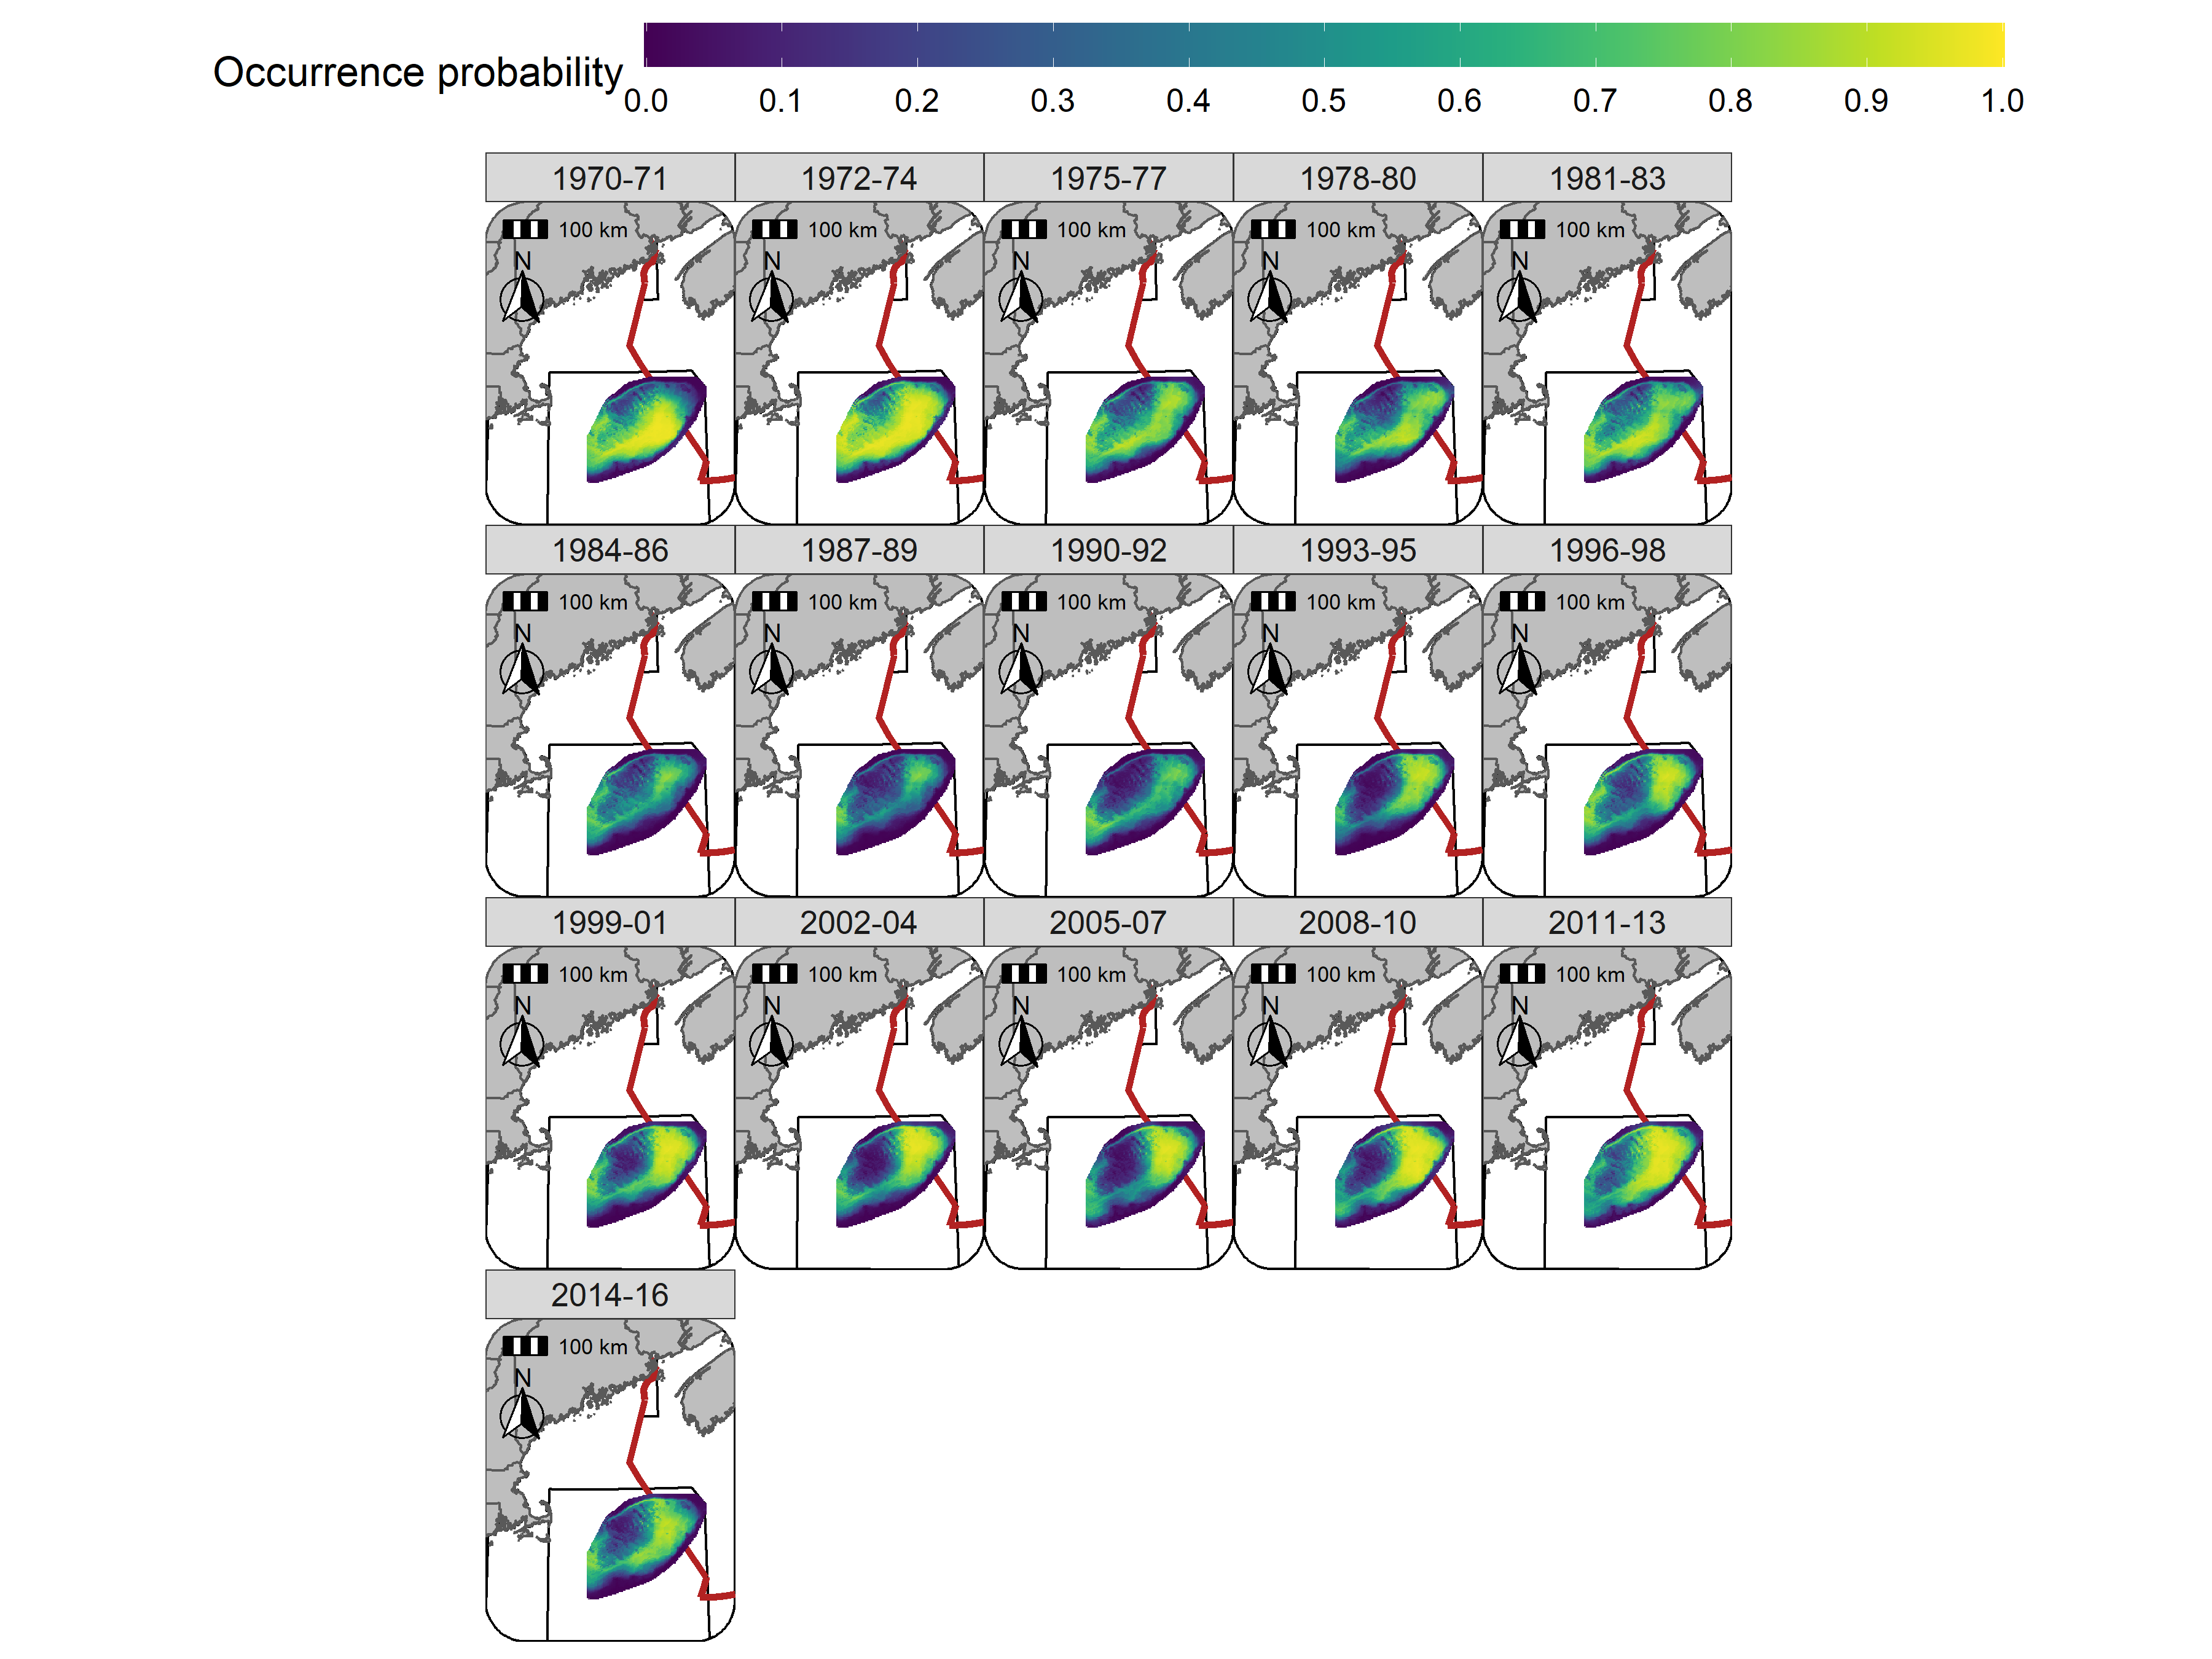 Occurrence probability
0.0 0.1 0.2 0.3 0.4 0.5 0.6 0.7 0.8 0.9 1.0
1970-71 1972-74 1975-77 1978-80 1981-83
100 km 100 km 100 km 100 km 100 km
N N N N N
1984-86 1987-89 1990-92 1993-95 1996-98
100 km 100 km 100 km 100 km 100 km
N N N N N
1999-01 2002-04 2005-07 2008-10 2011-13
100 km 100 km 100 km 100 km 100 km
N N N N N
2014-16
100 km
N